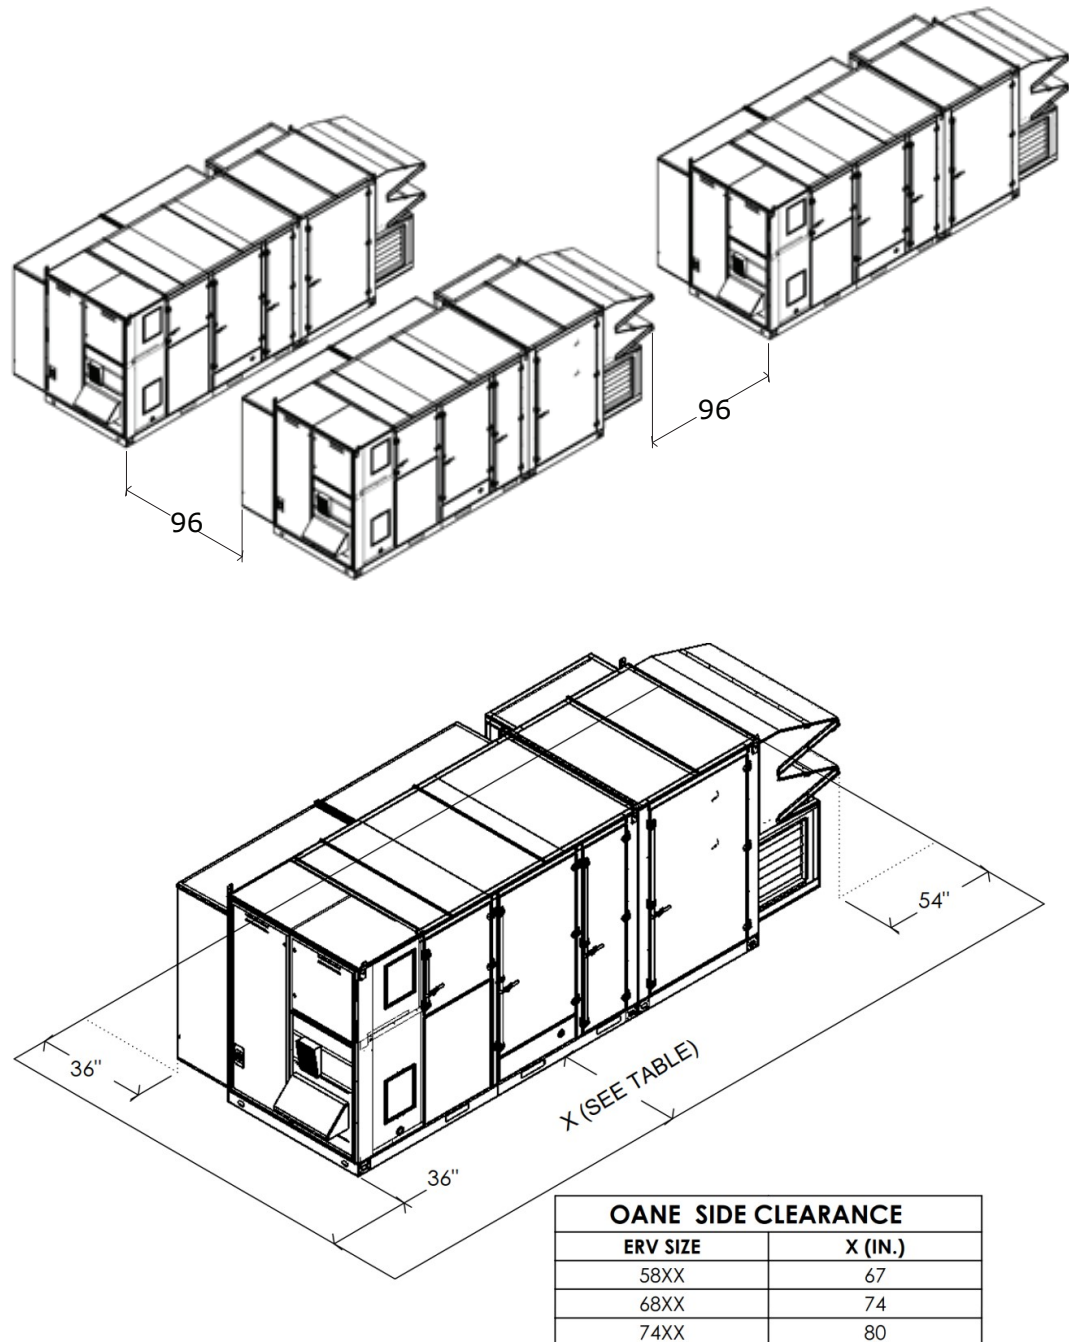 96
96
54"
36"
X (SEE TABLE)
36"
OANE SIDE CLEARANCE
ERV SIZE X (IN.)
58XX 67
68XX 74
74XX 80